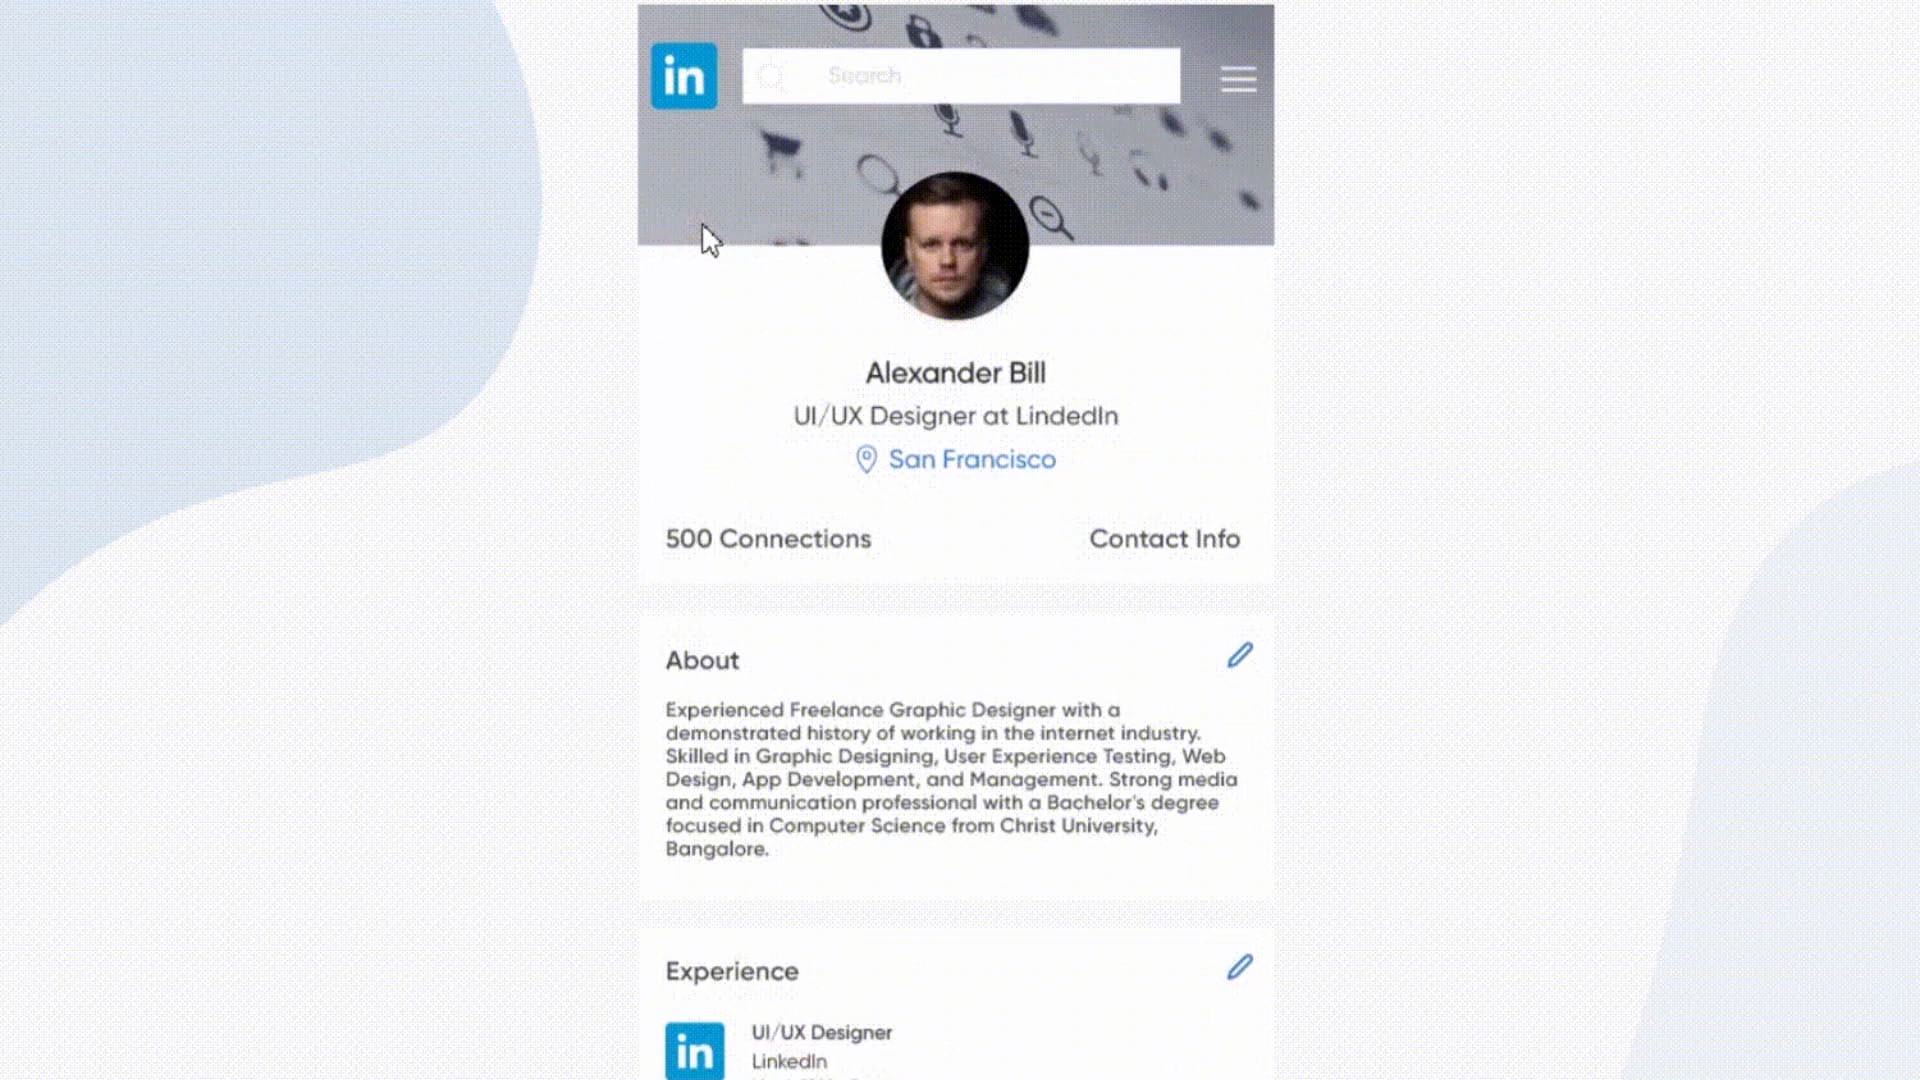 in Search
Alexander Bill
UI/UX Designer at LindedIn
San Francisco
500 Connections
Contact Info
About
Experienced Freelance Graphic Designer with a
demonstrated history of working in the internet industry.
Skilled in Graphic Designing, User Experience Testing, Web
Design, App Development, and Management. Strong media
and communication professional with a Bachelor's degree
focused in Computer Science from Christ University,
Bangalore.
Experience
in
UI/UX Designer
LinkedIn